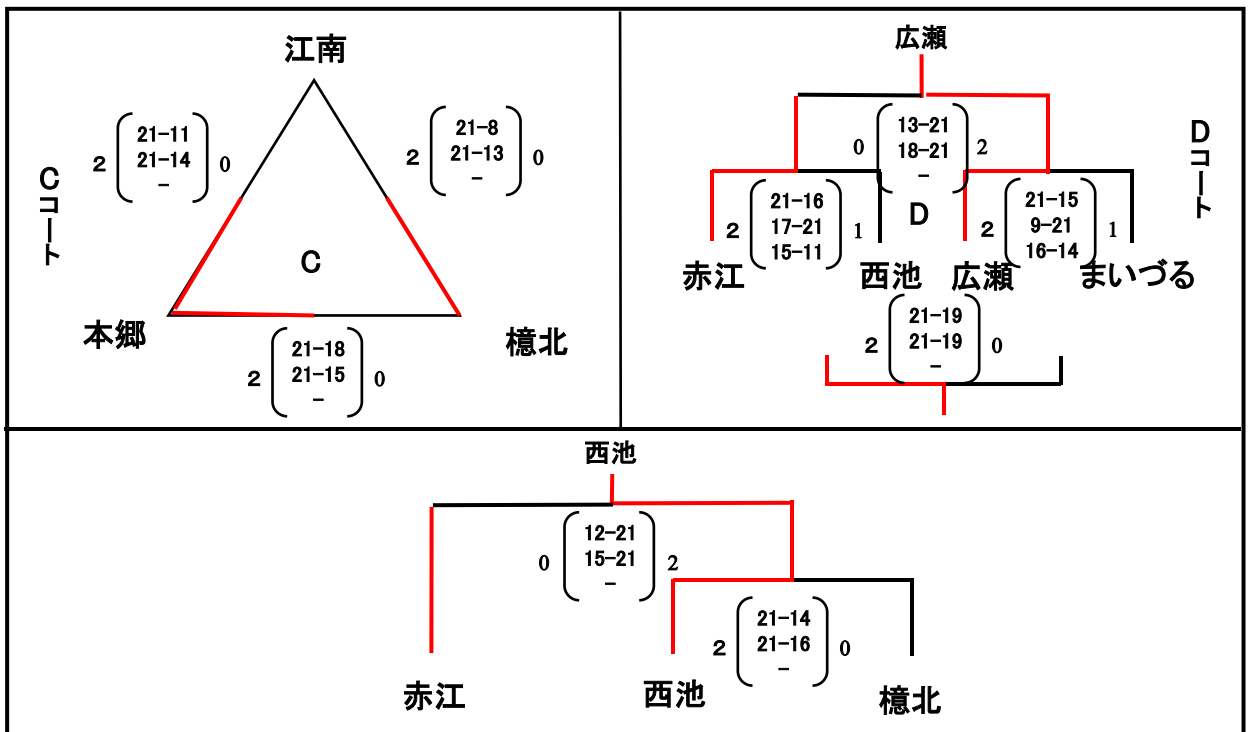 江南
21-11
2 21-14 0
-
21-8
2 21-13 0
-
Cコート
C
本郷
檍北
21-18
2 21-15 0
-
広瀬
13-21
0 18-21 2
-
Dコート
D
21-16
2 17-21 1
15-11
21-15
2 9-21 1
16-14
赤江
西池
広瀬
まいづる
21-19
2 21-19 0
-
西池
12-21
0 15-21 2
-
21-14
2 21-16 0
-
赤江
西池
檍北